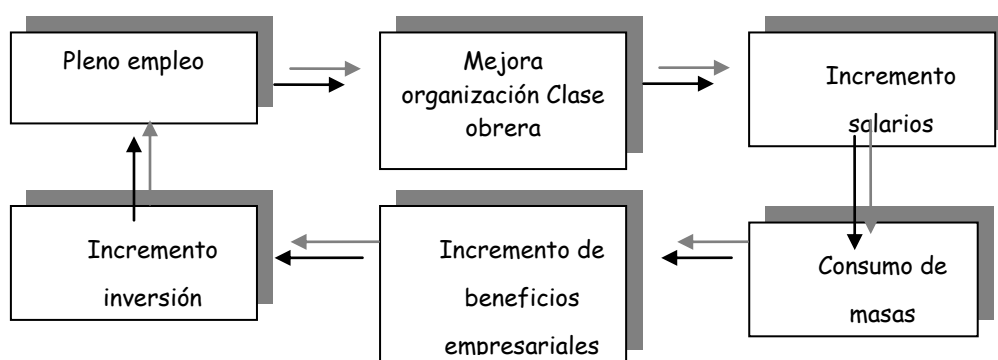 Pleno empleo
Mejora
organización Clase
obrera
Incremento
salarios
Incremento
inversión
Incremento de
beneficios
empresariales
Consumo de
masas